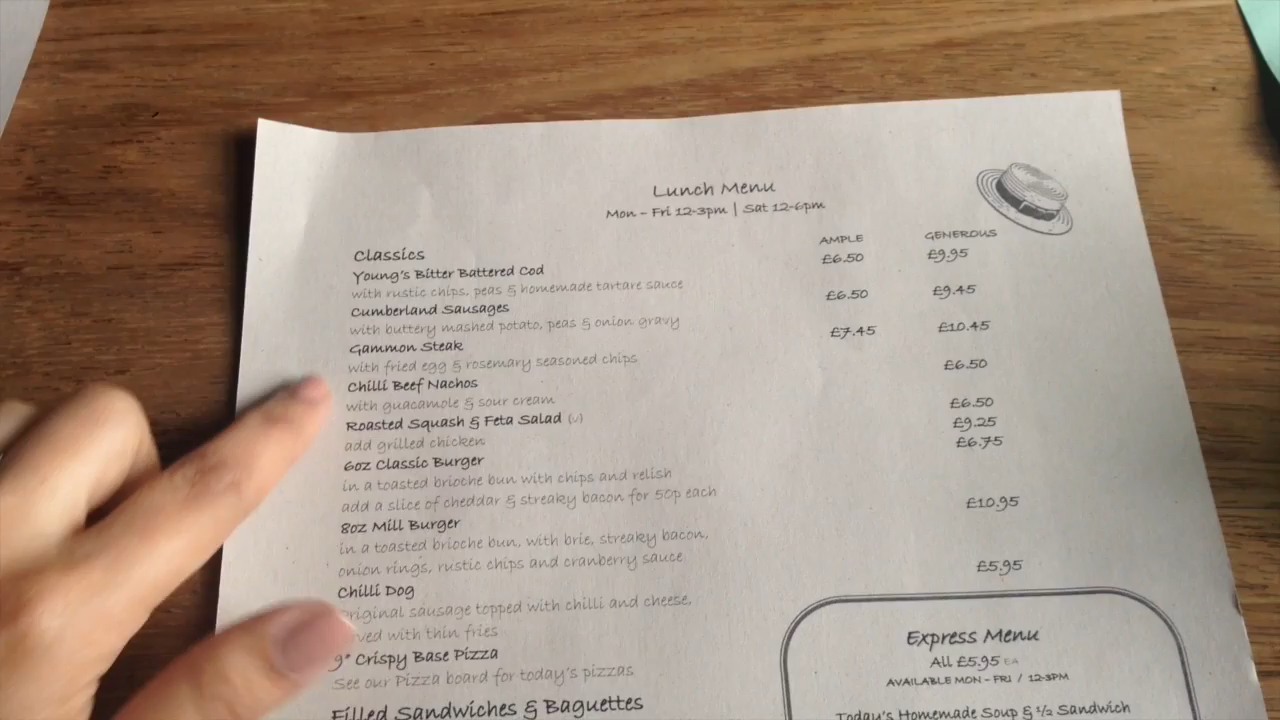 Lunch Menu
Mon - Fri 12-3pm | Sat 12-6pm
Classics AMPLE GENEROUS
Young's Bitter Battered Cod £6.50 £9.95
with rustic chips, peas & homemade tartare sauce
Cumberland Sausages £6.50 £9.45
with buttery mashed potato, peas & onion gravy
Gammon Steak £7.45 £10.45
with fried egg & rosemary seasoned chips
Chilli Beef Nachos £6.50
with guacamole & sour cream
Roasted Squash & Feta Salad (v) £6.50
add grilled chicken £9.25
6oz Classic Burger £6.75
in a toasted brioche bun with chips and relish
add a slice of cheddar & streaky bacon for 50p each
8oz Mill Burger £10.95
in a toasted brioche bun, with brie, streaky bacon,
onion rings, rustic chips and cranberry sauce
Chilli Dog £5.95
original sausage topped with chilli and cheese,
with thin fries
9" Crispy Base Pizza
See our Pizza board for today's pizzas
Filled Sandwiches & Baguettes
Express Menu
All £5.95 EA
AVAILABLE MON - FRI / 12-3PM
Today's Homemade Soup & ½ Sandwich